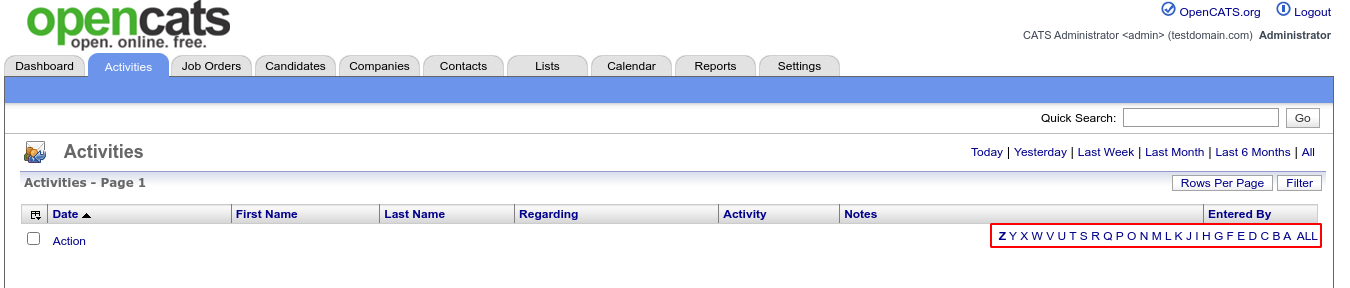 opencats
open. online. free.
OpenCATS.org Logout
CATS Administrator <admin> (testdomain.com) Administrator
Dashboard Activities Job Orders Candidates Companies Contacts Lists Calendar Reports Settings
Quick Search: Go
Activities Today | Yesterday | Last Week | Last Month | Last 6 Months | All
Activities - Page 1 Rows Per Page Filter
Date First Name Last Name Regarding Activity Notes Entered By
Action Z Y X W V U T S R Q P O N M L K J I H G F E D C B A ALL